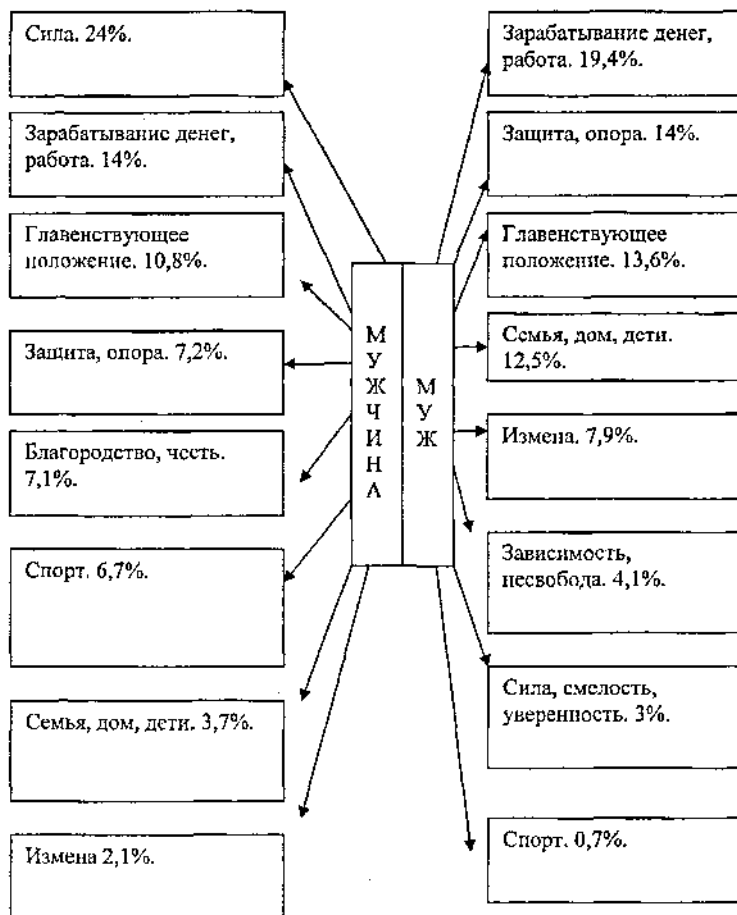 Сила. 24%.
Зарабатывание денег,
работа. 14%.
Главенствующее
положение. 10,8%.
Защита, опора. 7,2%.
Благородство, честь.
7,1%.
Спорт. 6,7%.
Семья, дом, дети. 3,7%.
Измена 2,1%.
МУЖЧИНА
МУЖ
Зарабатывание денег,
работа. 19,4%.
Защита, опора. 14%.
Главенствующее
положение. 13,6%.
Семья, дом, дети.
12,5%.
Измена. 7,9%.
Зависимость,
несвобода. 4,1%.
Сила, смелость,
уверенность. 3%.
Спорт. 0,7%.